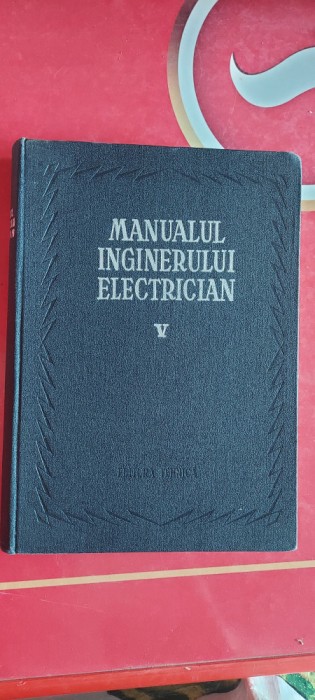 MANUALUL
INGINERULUI
ELECTRICIAN
V
EDITURA TEHNICĂ